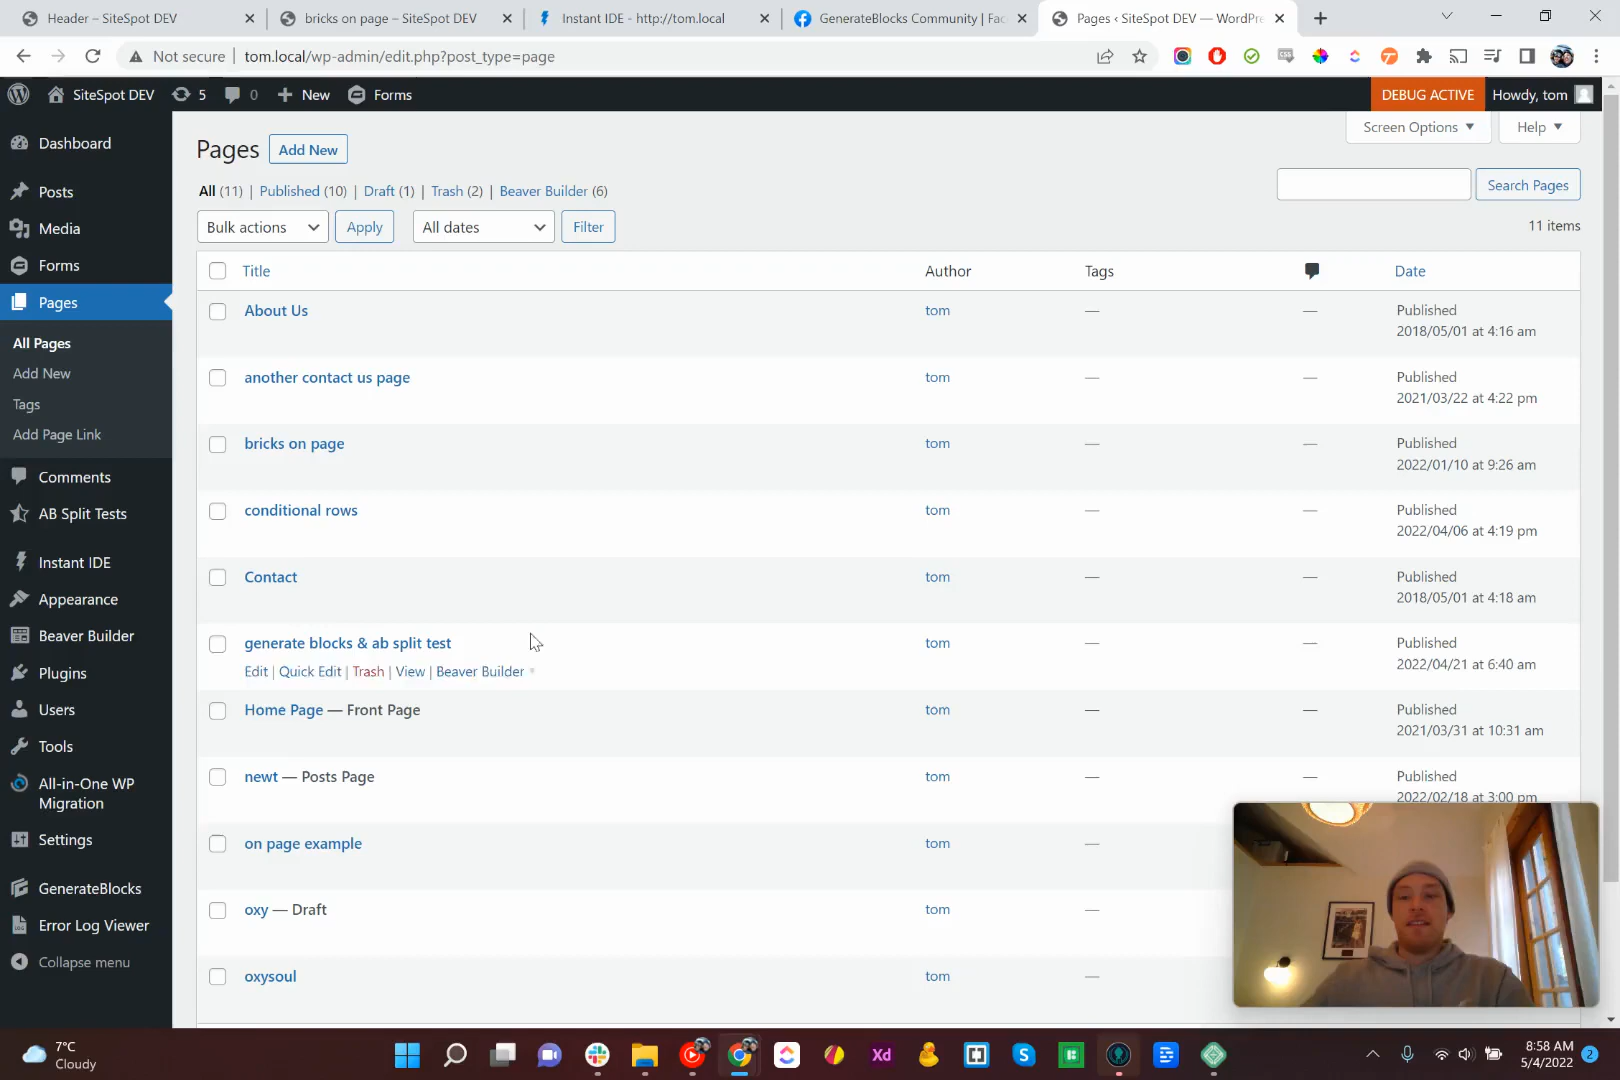 Header – SiteSpot DEV
bricks on page – SiteSpot DEV
Instant IDE - http://tom.local
GenerateBlocks Community | Fac
Pages ‹ SiteSpot DEV — WordPre
Not secure | tom.local/wp-admin/edit.php?post_type=page
SiteSpot DEV 5 0 New Forms
DEBUG ACTIVE Howdy, tom
Screen Options Help
Dashboard
Posts
Media
Forms
Pages
All Pages
Add New
Tags
Add Page Link
Comments
AB Split Tests
Instant IDE
Appearance
Beaver Builder
Plugins
Users
Tools
All-in-One WP
Migration
Settings
GenerateBlocks
Error Log Viewer
Collapse menu
Pages Add New
All (11) | Published (10) | Draft (1) | Trash (2) | Beaver Builder (6)
Search Pages
Bulk actions Apply All dates Filter
11 items
Title Author Tags Date
About Us tom — — Published
2018/05/01 at 4:16 am
another contact us page tom — — Published
2021/03/22 at 4:22 pm
bricks on page tom — — Published
2022/01/10 at 9:26 am
conditional rows tom — — Published
2022/04/06 at 4:19 pm
Contact tom — — Published
2018/05/01 at 4:18 am
generate blocks & ab split test tom — — Published
Edit | Quick Edit | Trash | View | Beaver Builder 2022/04/21 at 6:40 am
Home Page — Front Page tom — — Published
2021/03/31 at 10:31 am
newt — Posts Page tom — — Published
2022/02/18 at 3:00 pm
on page example tom —
oxy — Draft tom —
oxysoul tom —
7°C
Cloudy
Xd
8:58 AM
5/4/2022
2